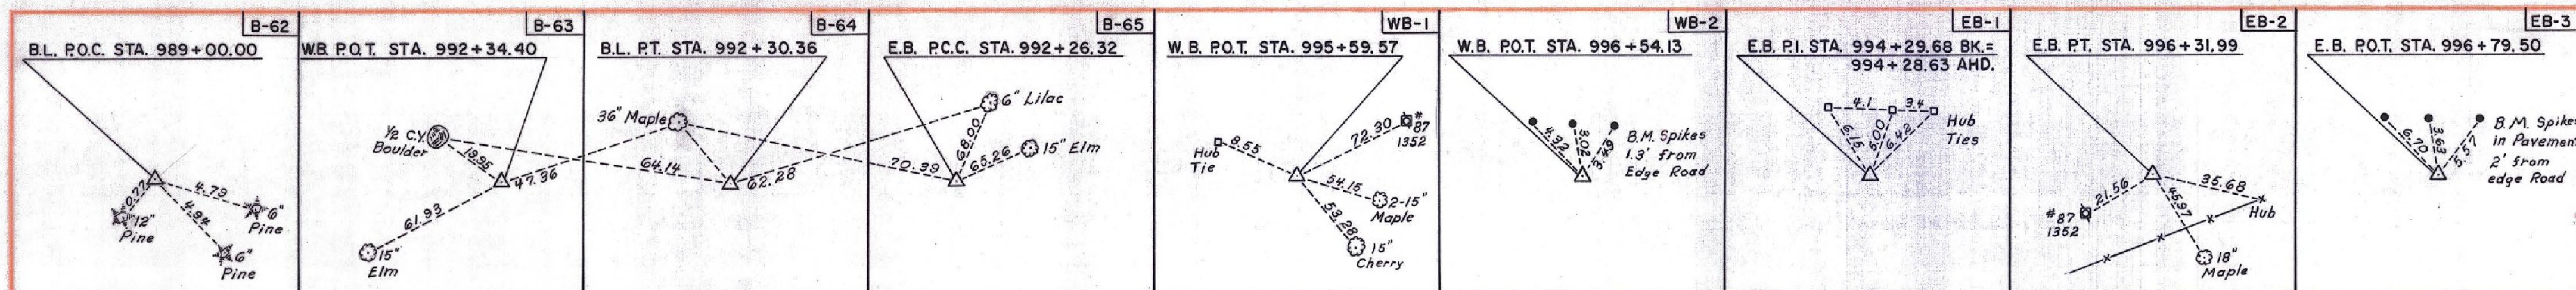 B-62
B.L. P.O.C. STA. 989+00.00
0.77
4.79
4.94
12"
Pine
6"
Pine
6"
Pine
B-63
W.B. P.O.T. STA. 992+34.40
1/2 C.Y.
Boulder
19.95
47.36
61.93
15"
Elm
B-64
B.L. P.T. STA. 992+30.36
36" Maple
64.14
62.28
B-65
E.B. P.C.C. STA. 992+26.32
6" Lilac
68.00
65.26
15" Elm
70.39
WB-1
W.B. P.O.T. STA. 995+59.57
Hub
Tie
8.55
72.30
#
87
1352
54.15
2-15"
Maple
53.28
15"
Cherry
WB-2
W.B. P.O.T. STA. 996+54.13
4.32
3.02
B.M. Spikes
1.3' from
Edge Road
EB-1
E.B. P.I. STA. 994+29.68 BK.=
994+28.63 AHD.
4.1
3.4
6.15
5.00
6.42
Hub
Ties
EB-2
E.B. P.T. STA. 996+31.99
21.56
35.68
#87
1352
Hub
18"
Maple
EB-3
E.B. P.O.T. STA. 996+79.50
6.70
3.63
5.57
B.M. Spikes
in Pavement
2' from
edge Road